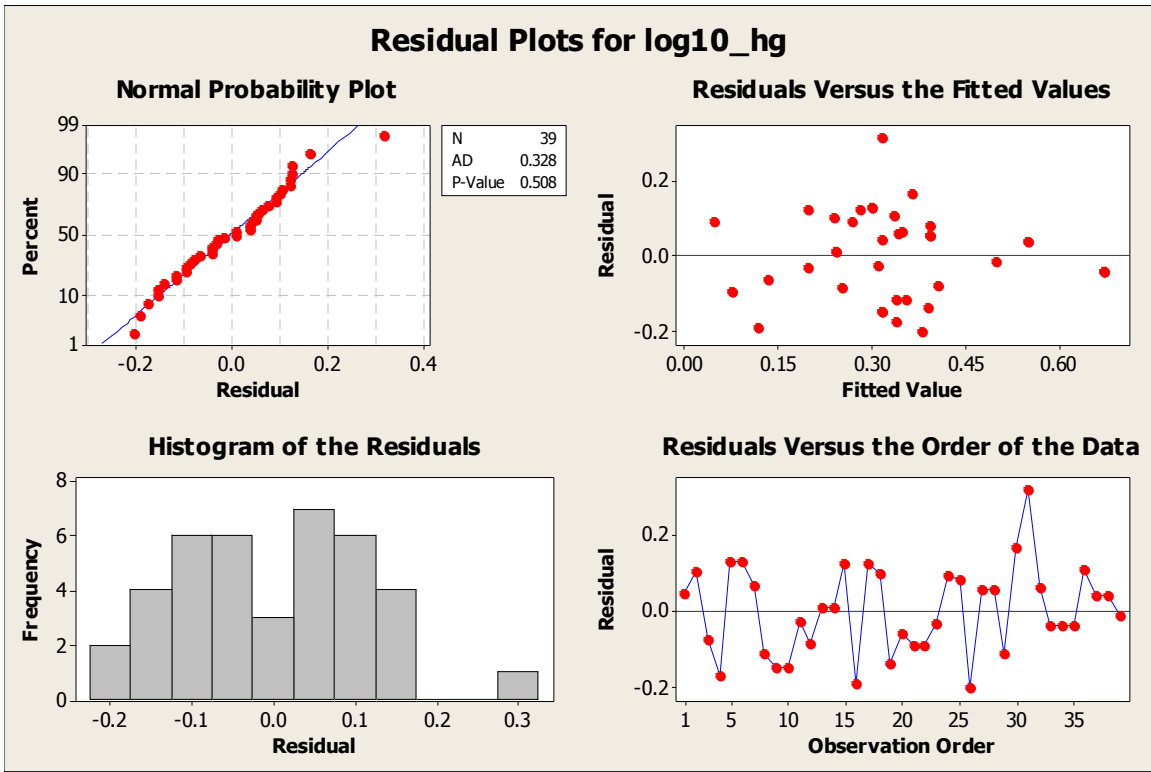 Residual Plots for log10_hg
Normal Probability Plot
99
90
50
10
1
Percent
-0.2 0.0 0.2 0.4
Residual
N 39
AD 0.328
P-Value 0.508
Residuals Versus the Fitted Values
0.2
0.0
-0.2
Residual
0.00 0.15 0.30 0.45 0.60
Fitted Value
Histogram of the Residuals
8
6
4
2
0
Frequency
-0.2 -0.1 0.0 0.1 0.2 0.3
Residual
Residuals Versus the Order of the Data
0.2
0.0
-0.2
Residual
1 5 10 15 20 25 30 35
Observation Order